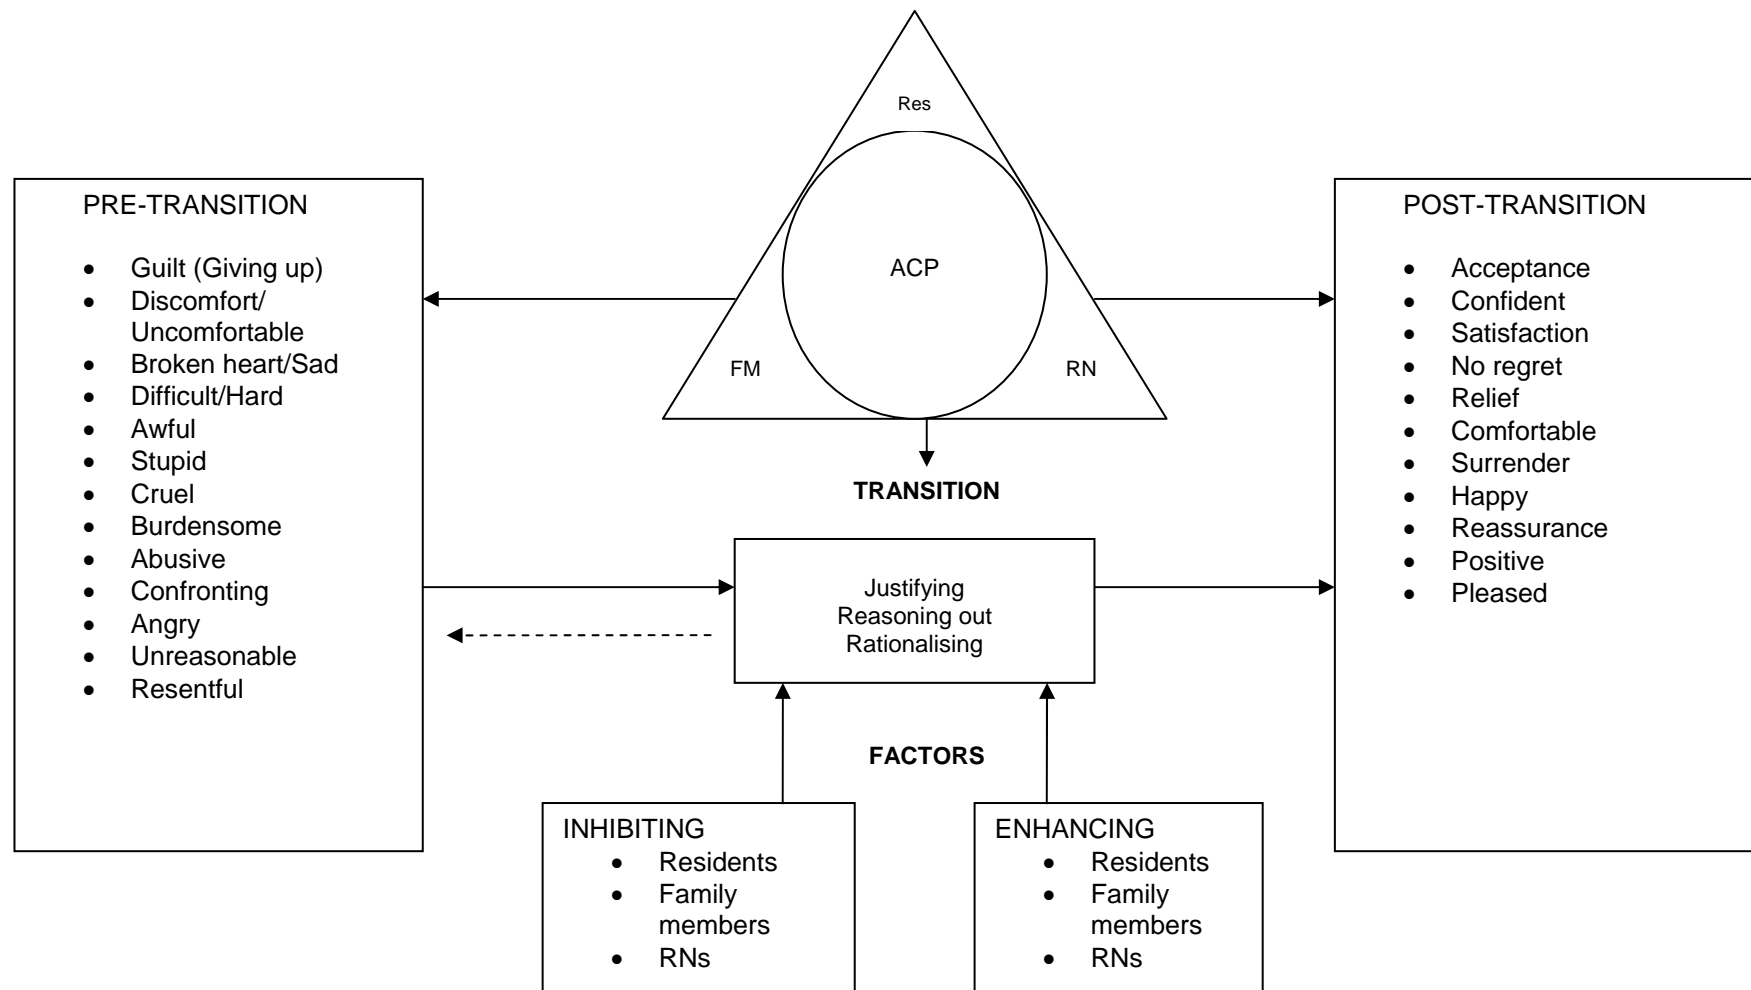 Res
ACP
FM
RN
PRE-TRANSITION
• Guilt (Giving up)
• Discomfort/
Uncomfortable
• Broken heart/Sad
• Difficult/Hard
• Awful
• Stupid
• Cruel
• Burdensome
• Abusive
• Confronting
• Angry
• Unreasonable
• Resentful
TRANSITION
Justifying
Reasoning out
Rationalising
POST-TRANSITION
• Acceptance
• Confident
• Satisfaction
• No regret
• Relief
• Comfortable
• Surrender
• Happy
• Reassurance
• Positive
• Pleased
FACTORS
INHIBITING
• Residents
• Family
members
• RNs
ENHANCING
• Residents
• Family
members
• RNs